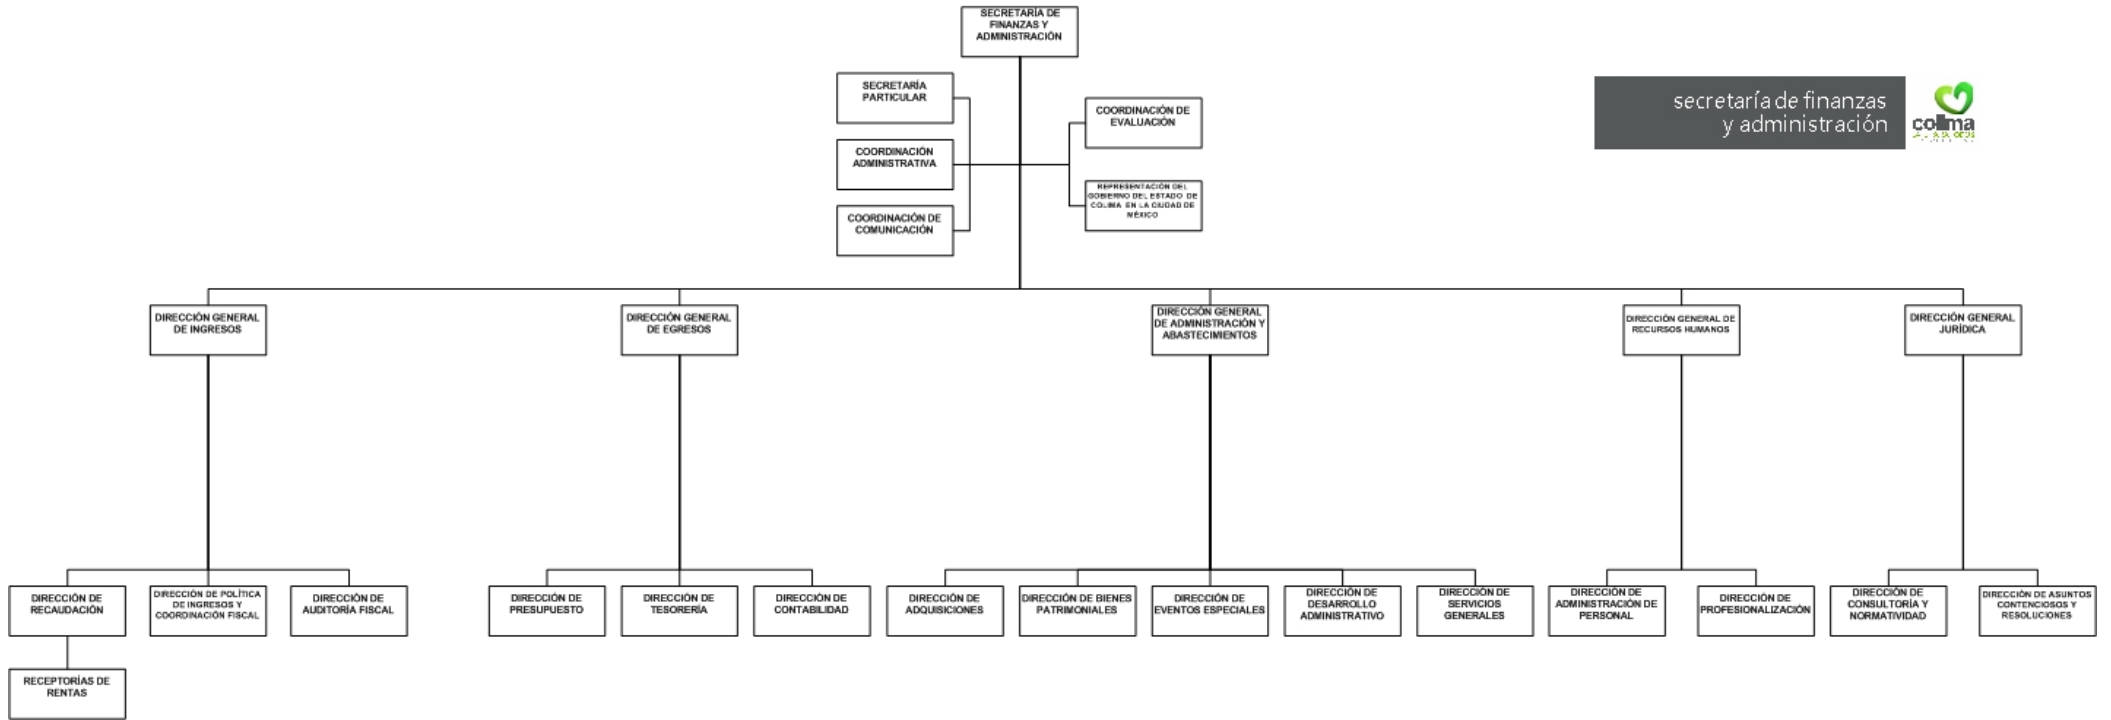 SECRETARÍA DE
FINANZAS Y
ADMINISTRACIÓN
SECRETARÍA
PARTICULAR
COORDINACIÓN
ADMINISTRATIVA
COORDINACIÓN DE
COMUNICACIÓN
COORDINACIÓN DE
EVALUACIÓN
REPRESENTACIÓN DEL
GOBIERNO DEL ESTADO DE
COLIMA EN LA CIUDAD DE
MÉXICO
secretaría de finanzas
y administración
colima
DIRECCIÓN GENERAL
DE INGRESOS
DIRECCIÓN GENERAL
DE EGRESOS
DIRECCIÓN GENERAL
DE ADMINISTRACIÓN Y
ABASTECIMIENTOS
DIRECCIÓN GENERAL DE
RECURSOS HUMANOS
DIRECCIÓN GENERAL
JURÍDICA
DIRECCIÓN DE
RECAUDACIÓN
DIRECCIÓN DE POLÍTICA
DE INGRESOS Y
COORDINACIÓN FISCAL
DIRECCIÓN DE
AUDITORÍA FISCAL
DIRECCIÓN DE
PRESUPUESTO
DIRECCIÓN DE
TESORERÍA
DIRECCIÓN DE
CONTABILIDAD
DIRECCIÓN DE
ADQUISICIONES
DIRECCIÓN DE BIENES
PATRIMONIALES
DIRECCIÓN DE
EVENTOS ESPECIALES
DIRECCIÓN DE
DESARROLLO
ADMINISTRATIVO
DIRECCIÓN DE
SERVICIOS
GENERALES
DIRECCIÓN DE
ADMINISTRACIÓN DE
PERSONAL
DIRECCIÓN DE
PROFESIONALIZACIÓN
DIRECCIÓN DE
CONSULTORÍA Y
NORMATIVIDAD
DIRECCIÓN DE ASUNTOS
CONTENCIOSOS Y
RESOLUCIONES
RECEPTORÍAS DE
RENTAS